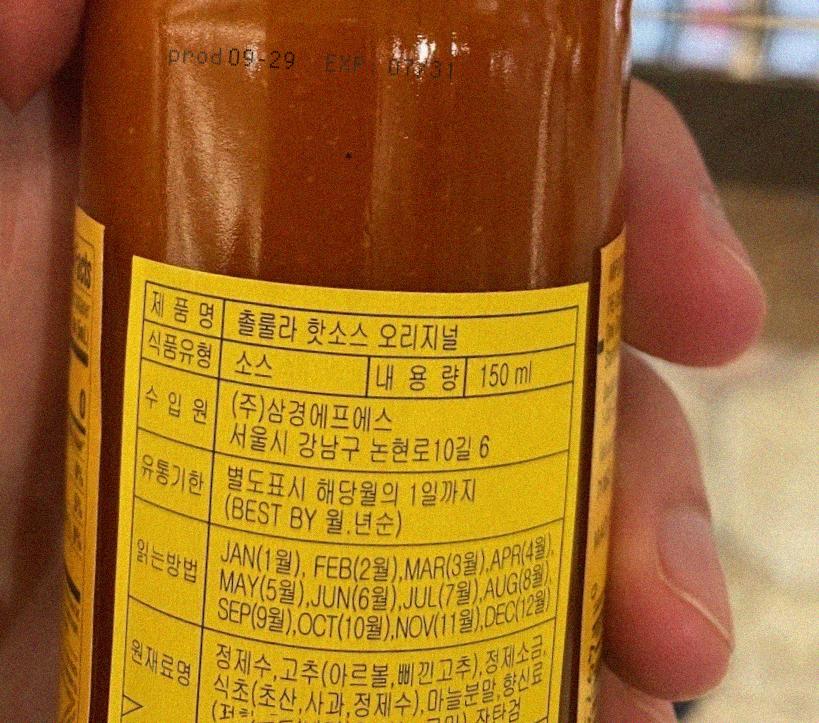 prod 09-29 EXP. 07/31
제 품 명 촐룰라 핫소스 오리지널
식품유형 소스 내 용 량 150 ml
수 입 원 (주)삼경에프에스
서울시 강남구 논현로10길 6
유통기한 별도표시 해당월의 1일까지
(BEST BY 월.년순)
읽는방법 JAN(1월), FEB(2월),MAR(3월),APR(4월),
MAY(5월),JUN(6월),JUL(7월),AUG(8월),
SEP(9월),OCT(10월),NOV(11월),DEC(12월)
원재료명 정제수,고추(아르볼,삐낀고추),정제소금,
식초(초산,사과,정제수),마늘분말,향신료
잔탄검